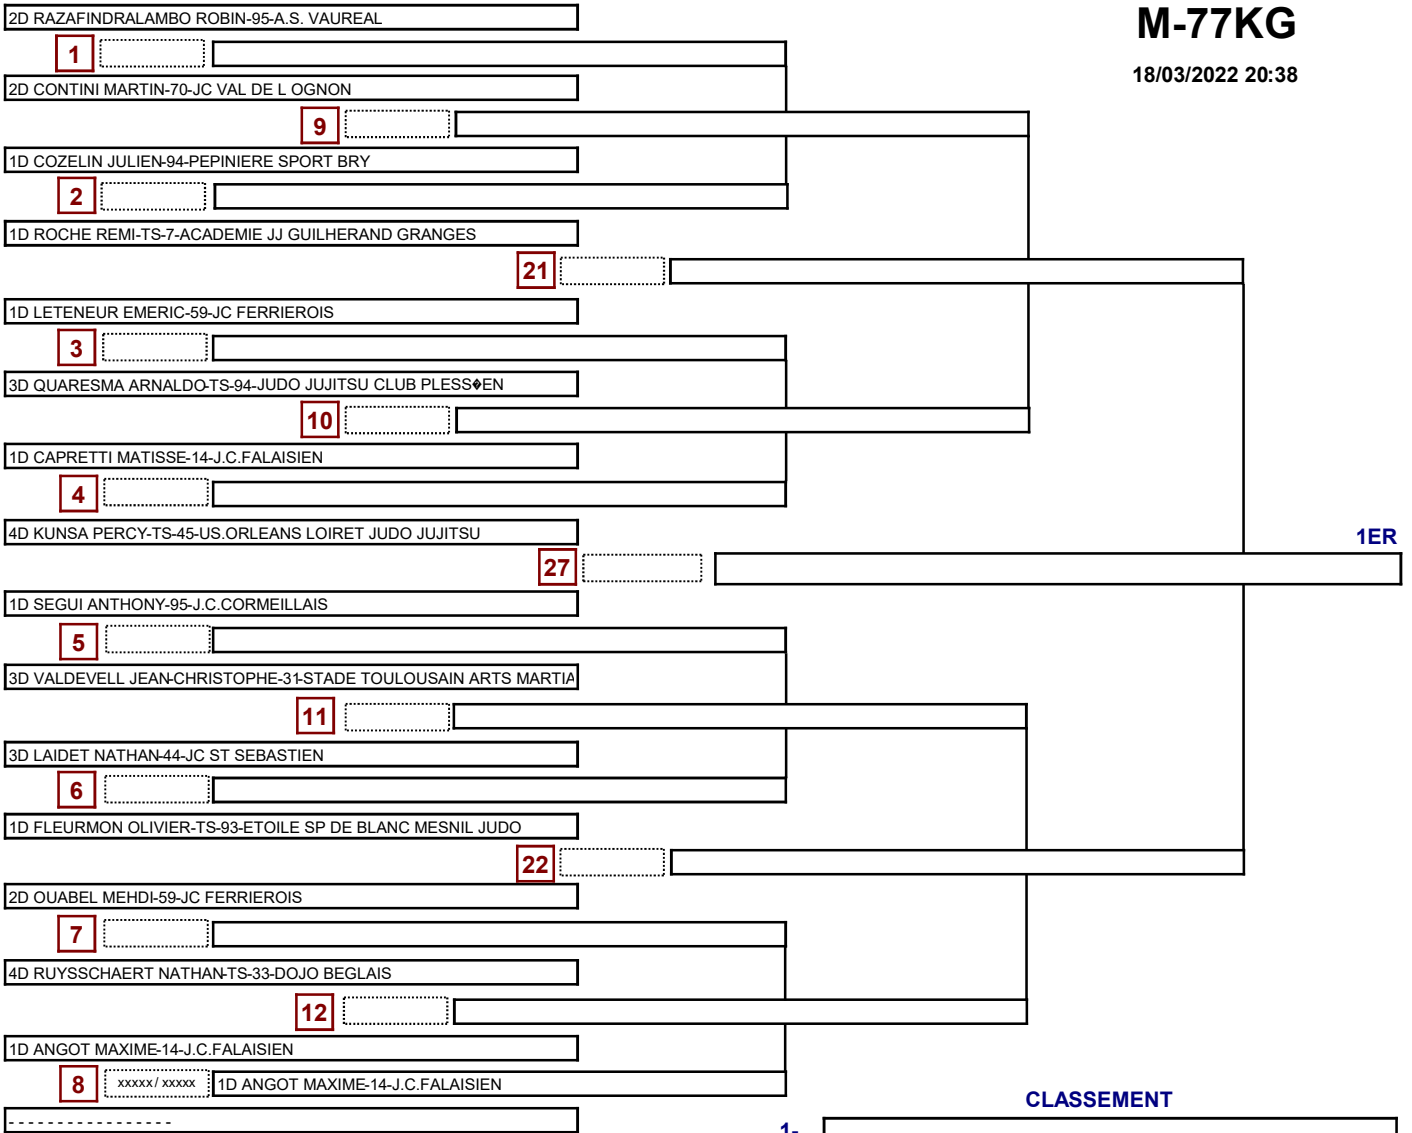 2D RAZAFINDRALAMBO ROBIN-95-A.S. VAUREAL
M-77KG
1
18/03/2022 20:38
2D CONTINI MARTIN-70-JC VAL DE L OGNON
9
1D COZELIN JULIEN-94-PEPINIERE SPORT BRY
2
1D ROCHE REMI-TS-7-ACADEMIE JJ GUILHERAND GRANGES
21
1D LETENEUR EMERIC-59-JC FERRIEROIS
3
3D QUARESMA ARNALDO-TS-94-JUDO JUJITSU CLUB PLESS�EN
10
1D CAPRETTI MATISSE-14-J.C.FALAISIEN
4
4D KUNSA PERCY-TS-45-US.ORLEANS LOIRET JUDO JUJITSU
1ER
27
1D SEGUI ANTHONY-95-J.C.CORMEILLAIS
5
3D VALDEVELL JEAN-CHRISTOPHE-31-STADE TOULOUSAIN ARTS MARTIA
11
3D LAIDET NATHAN-44-JC ST SEBASTIEN
6
1D FLEURMON OLIVIER-TS-93-ETOILE SP DE BLANC MESNIL JUDO
22
2D OUABEL MEHDI-59-JC FERRIEROIS
7
4D RUYSSCHAERT NATHAN-TS-33-DOJO BEGLAIS
12
1D ANGOT MAXIME-14-J.C.FALAISIEN
8 xxxxx / xxxxx 1D ANGOT MAXIME-14-J.C.FALAISIEN
CLASSEMENT
- - - - - - - - - - - - - - - - -
1-